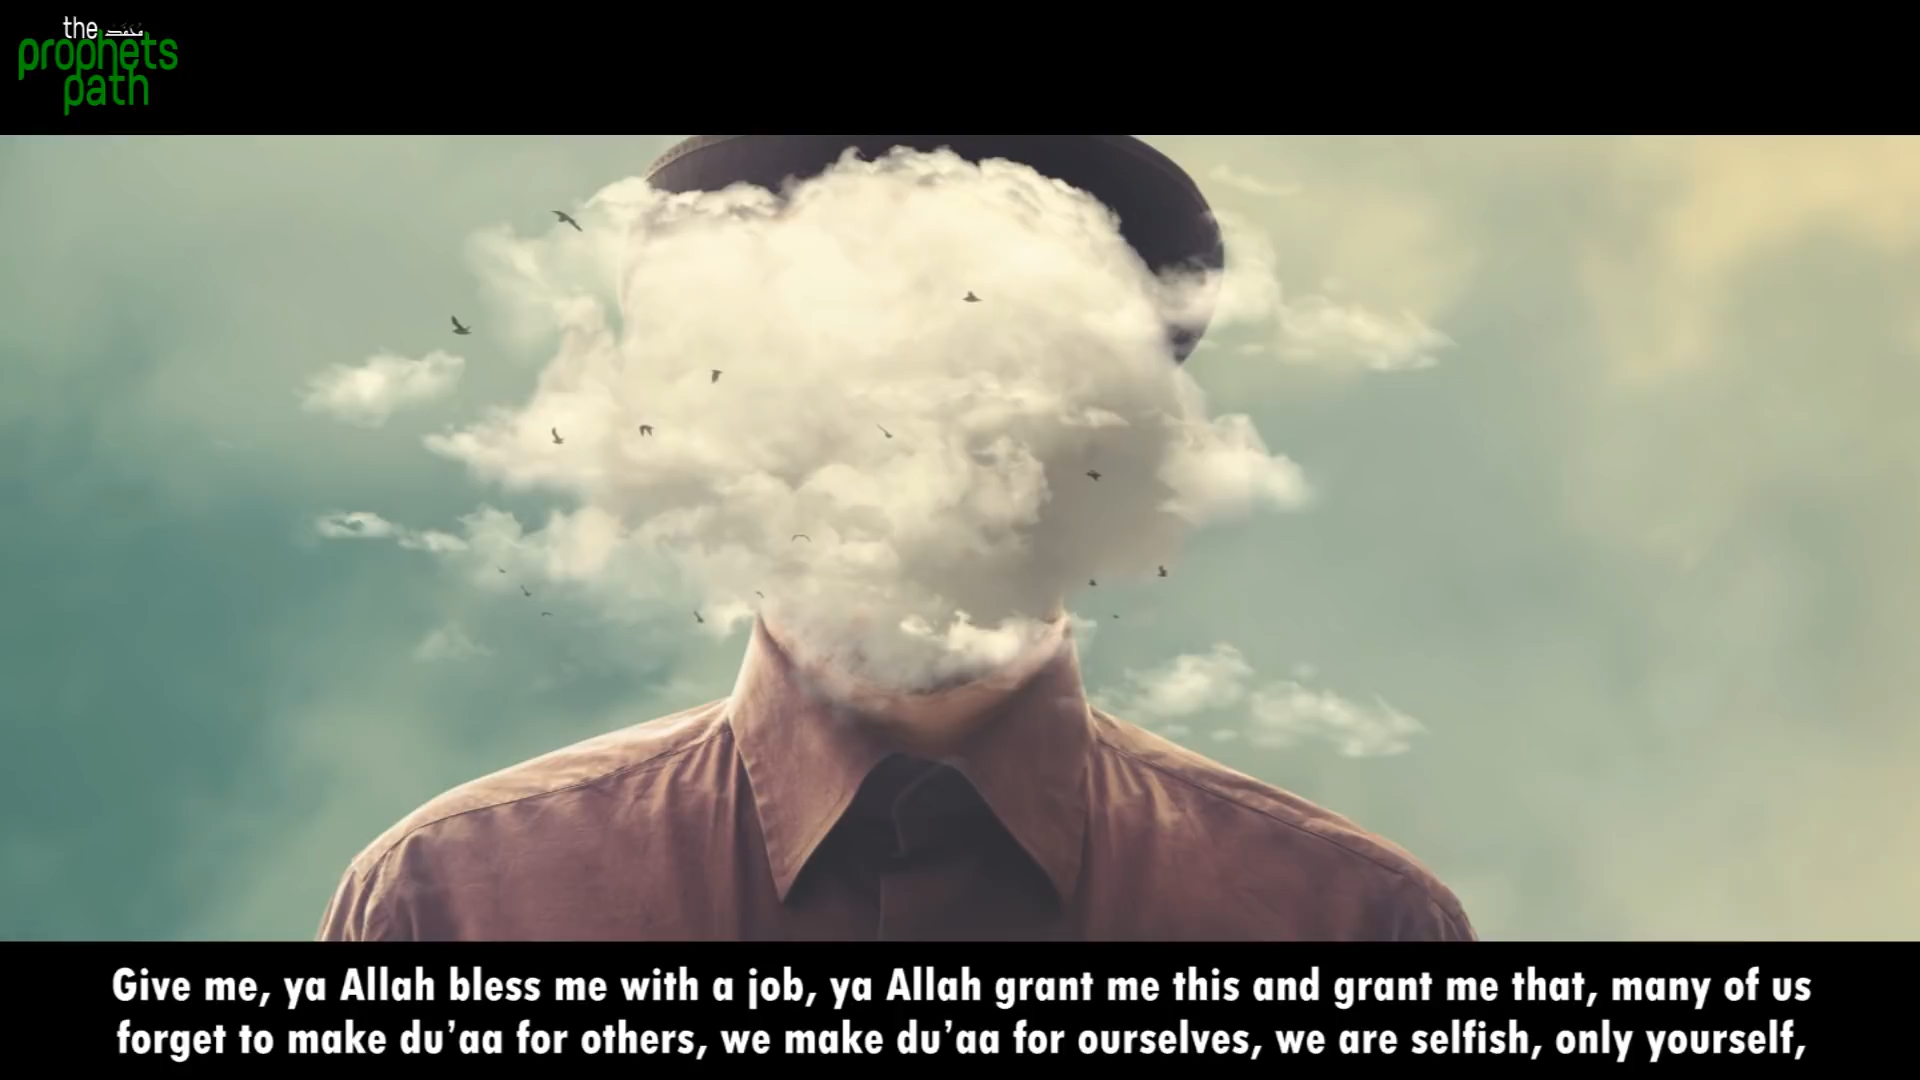 the
prophets
path
Give me, ya Allah bless me with a job, ya Allah grant me this and grant me that, many of us
forget to make du’aa for others, we make du’aa for ourselves, we are selfish, only yourself,